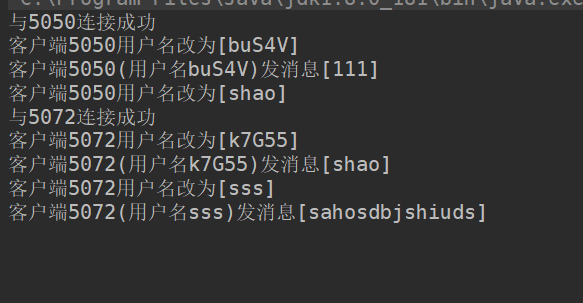 C:\Program Files\Java\jdk1.8.0_181\bin\java.exe
与5050连接成功
客户端5050用户名改为[buS4V]
客户端5050(用户名buS4V)发消息[111]
客户端5050用户名改为[shao]
与5072连接成功
客户端5072用户名改为[k7G55]
客户端5072(用户名k7G55)发消息[shao]
客户端5072用户名改为[sss]
客户端5072(用户名sss)发消息[sahosdbjshiuds]